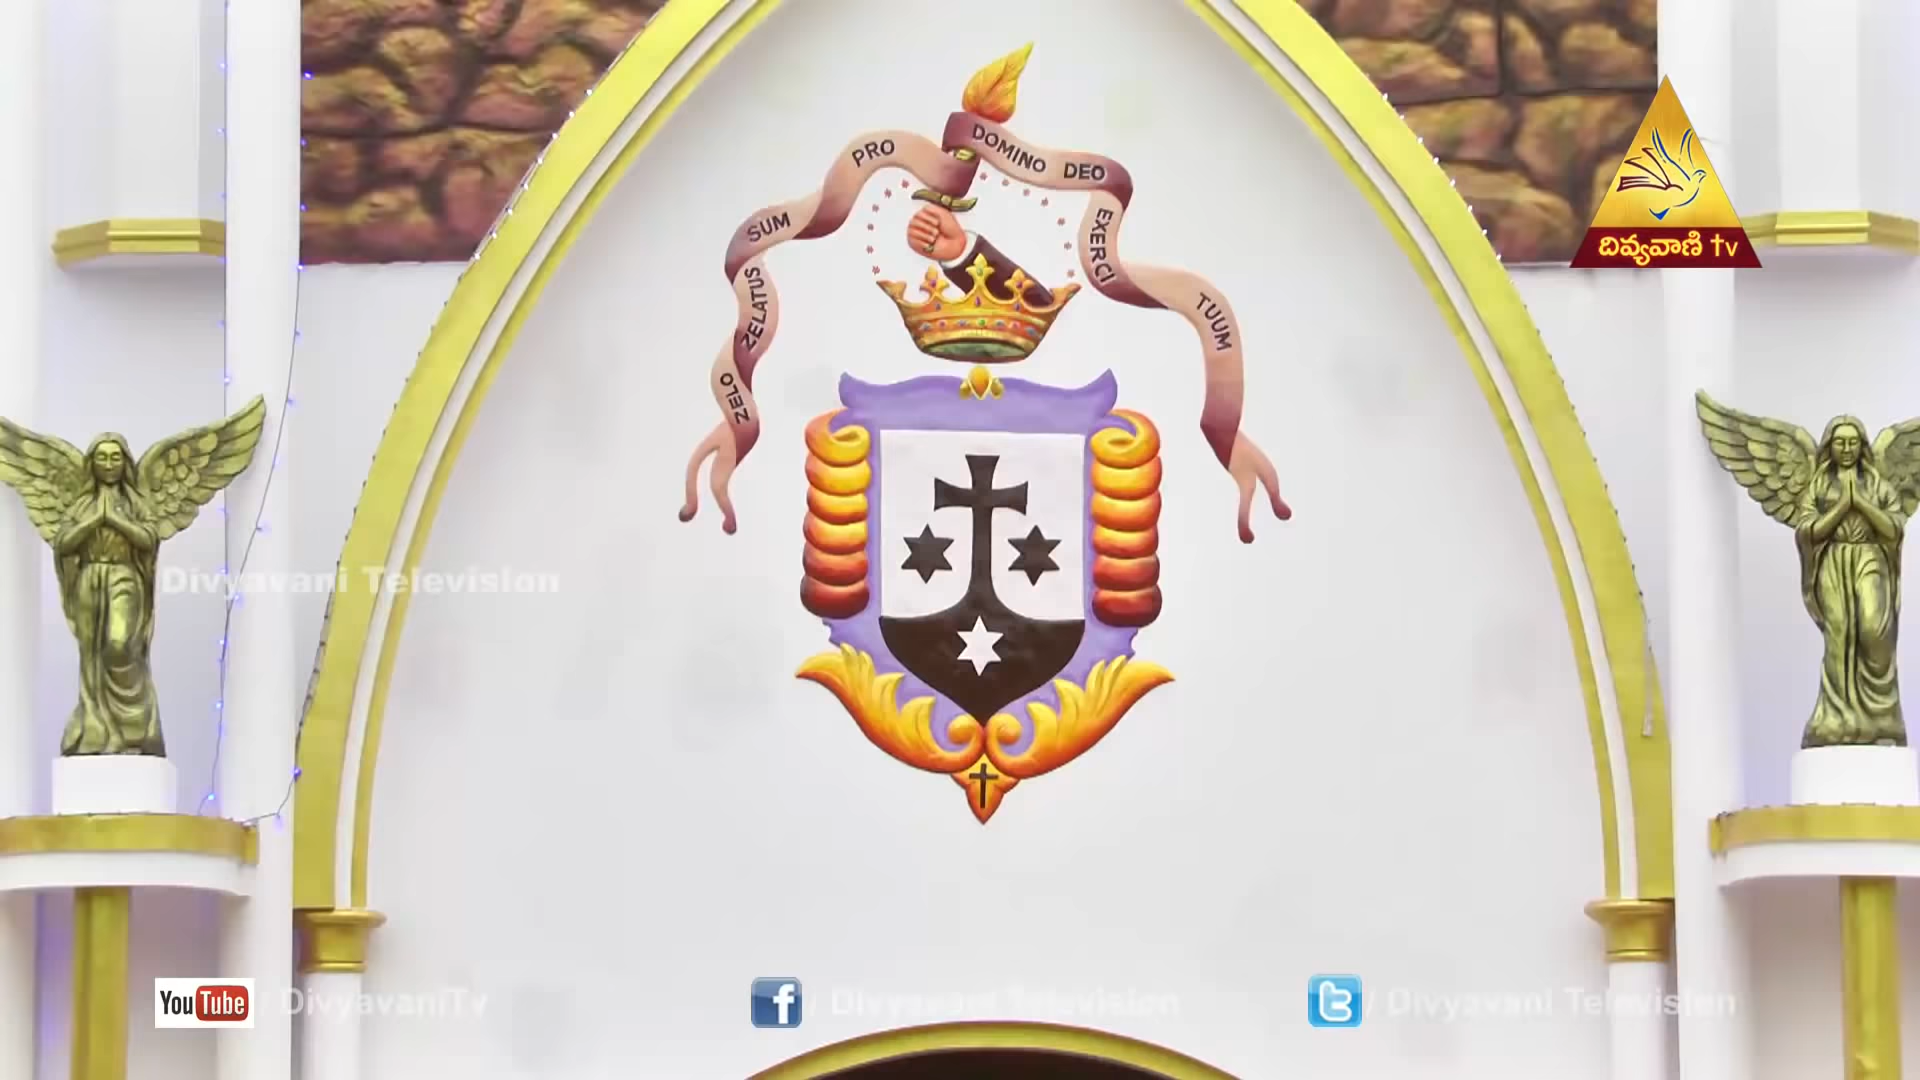 ZELO ZELATUS SUM PRO DOMINO DEO EXERCI TUUM
దివ్యవాణి tv
Divyavani Television
YouTube / DivyavaniTv
f / Divyavani Television
t / Divyavani Television